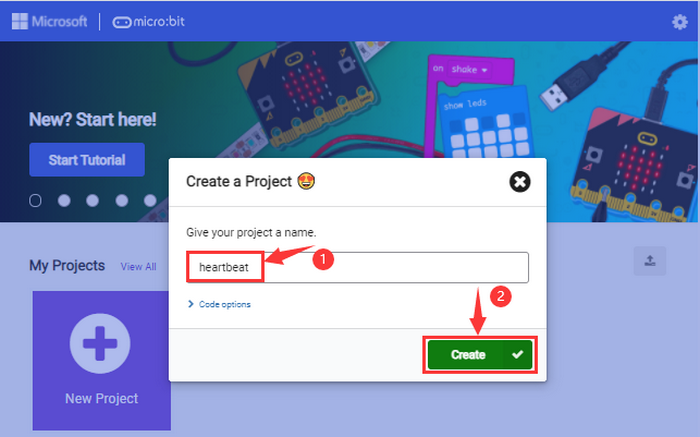 Microsoft
micro:bit
on shake
show leds
New? Start here!
Start Tutorial
Create a Project
Give your project a name.
heartbeat
1
Code options
2
Create
My Projects
View All
New Project